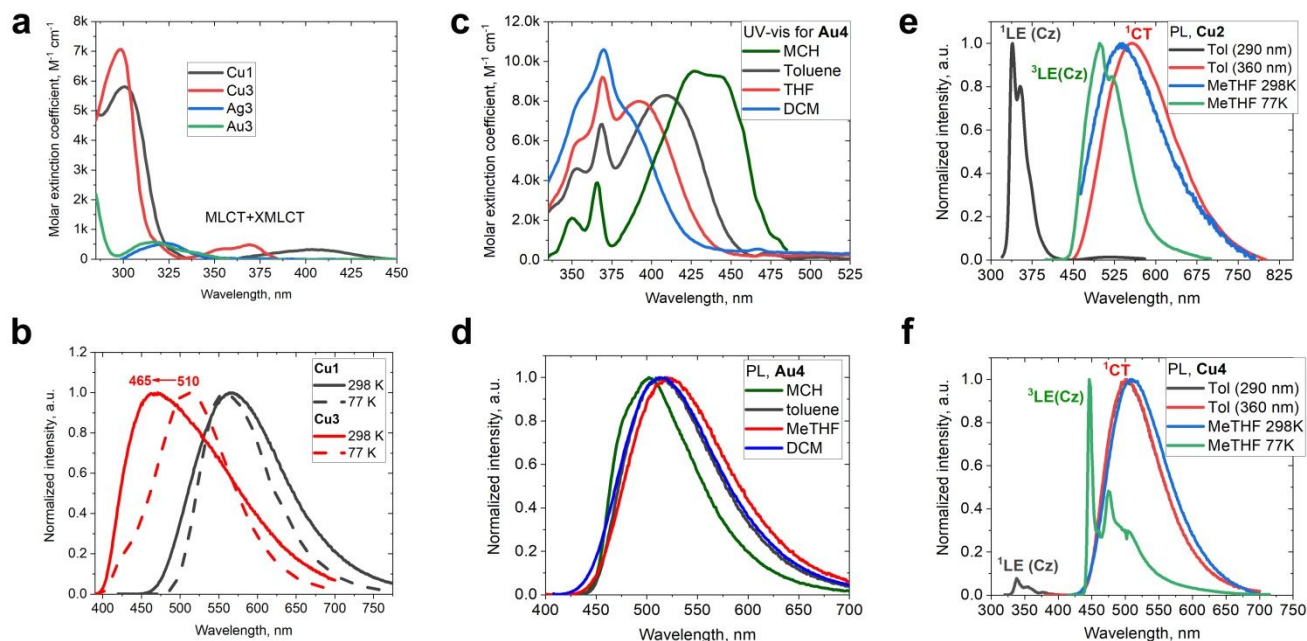 a
Molar extinction coefficient, M⁻¹ cm⁻¹
8k
7k
6k
5k
4k
3k
2k
1k
0
Cu1
Cu3
Ag3
Au3
MLCT+XMLCT
300 325 350 375 400 425 450
Wavelength, nm
b
Normalized intensity, a.u.
1.2
1.0
0.8
0.6
0.4
0.2
0.0
465 ← 510
Cu1
298 K
77 K
Cu3
298 K
77 K
400 450 500 550 600 650 700 750
Wavelength, nm
c
Molar extinction coefficient, M⁻¹ cm⁻¹
12.0k
10.0k
8.0k
6.0k
4.0k
2.0k
0.0
UV-vis for Au4
MCH
Toluene
THF
DCM
350 375 400 425 450 475 500 525
Wavelength, nm
d
Normalized intensity, a.u.
1.0
0.8
0.6
0.4
0.2
0.0
PL, Au4
MCH
toluene
MeTHF
DCM
400 450 500 550 600 650 700
Wavelength, nm
e
Normalized intensity, a.u.
1.0
0.8
0.6
0.4
0.2
0.0
¹LE (Cz)
¹CT
³LE(Cz)
PL, Cu2
Tol (290 nm)
Tol (360 nm)
MeTHF 298K
MeTHF 77K
300 375 450 525 600 675 750 825
Wavelength, nm
f
Normalized intensity, a.u.
1.0
0.8
0.6
0.4
0.2
0.0
¹CT
³LE(Cz)
¹LE (Cz)
PL, Cu4
Tol (290 nm)
Tol (360 nm)
MeTHF 298K
MeTHF 77K
300 350 400 450 500 550 600 650 700 750
Wavelength, nm